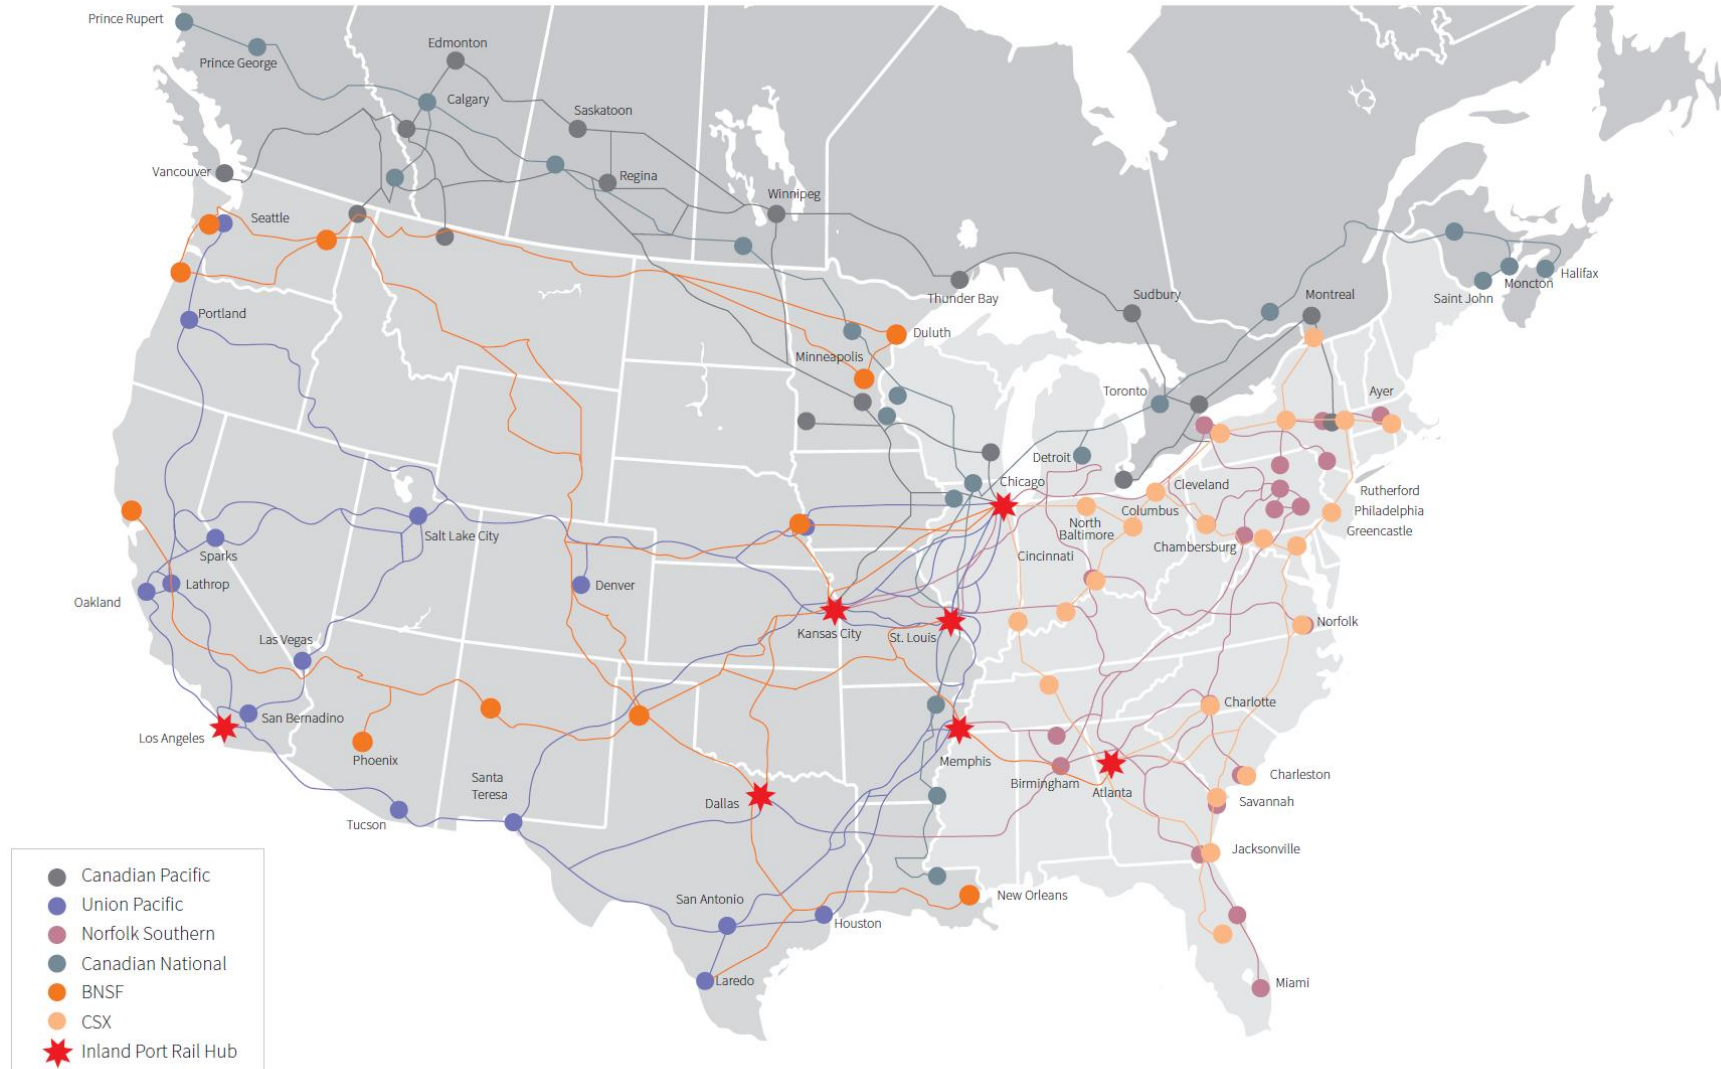 Prince Rupert
Prince George
Edmonton
Calgary
Saskatoon
Vancouver
Regina
Winnipeg
Seattle
Thunder Bay
Sudbury
Montreal
Saint John
Moncton
Halifax
Portland
Duluth
Minneapolis
Toronto
Ayer
Detroit
Chicago
Cleveland
Columbus
Rutherford
Philadelphia
Greencastle
North
Baltimore
Chambersburg
Cincinnati
Salt Lake City
Sparks
Lathrop
Oakland
Denver
Kansas City
St. Louis
Norfolk
Las Vegas
San Bernadino
Los Angeles
Phoenix
Charlotte
Memphis
Birmingham
Atlanta
Charleston
Savannah
Santa
Teresa
Dallas
Tucson
Jacksonville
San Antonio
New Orleans
Houston
Laredo
Miami
Canadian Pacific
Union Pacific
Norfolk Southern
Canadian National
BNSF
CSX
Inland Port Rail Hub